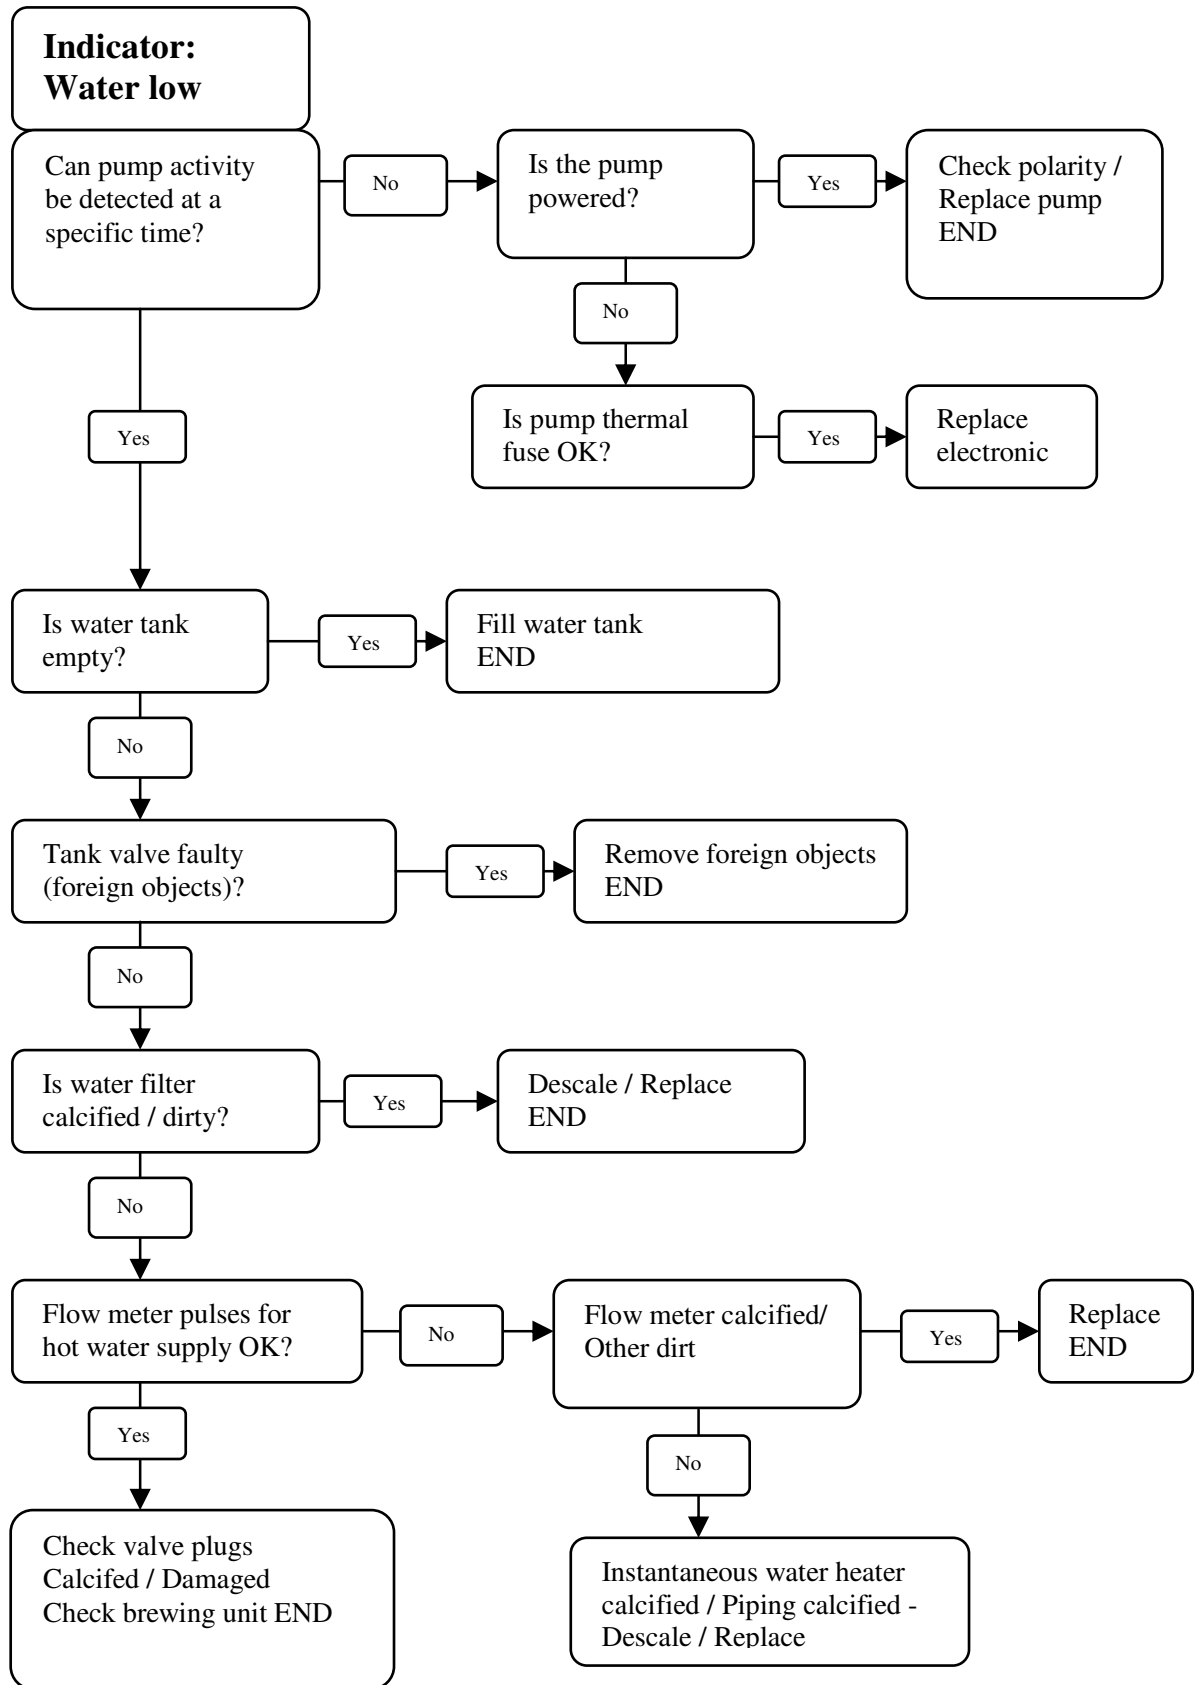 Indicator:
Water low
Can pump activity
be detected at a
specific time?
No
Is the pump
powered?
Yes
Check polarity /
Replace pump
END
No
Is pump thermal
fuse OK?
Yes
Replace
electronic
Yes
Is water tank
empty?
Yes
Fill water tank
END
No
Tank valve faulty
(foreign objects)?
Yes
Remove foreign objects
END
No
Is water filter
calcified / dirty?
Yes
Descale / Replace
END
No
Flow meter pulses for
hot water supply OK?
No
Flow meter calcified/
Other dirt
Yes
Replace
END
Yes
No
Check valve plugs
Calcifed / Damaged
Check brewing unit END
Instantaneous water heater
calcified / Piping calcified -
Descale / Replace